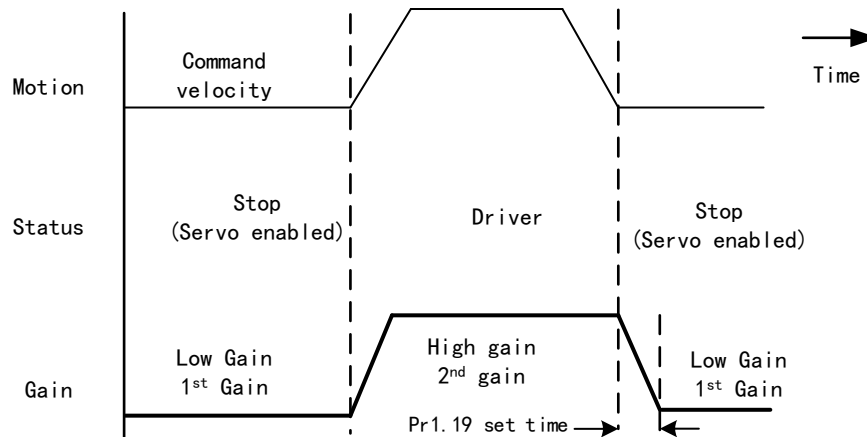 Motion
Command
velocity
Time
Status
Stop
(Servo enabled)
Driver
Stop
(Servo enabled)
Gain
Low Gain
1st Gain
High gain
2nd gain
Low Gain
1st Gain
Pr1.19 set time